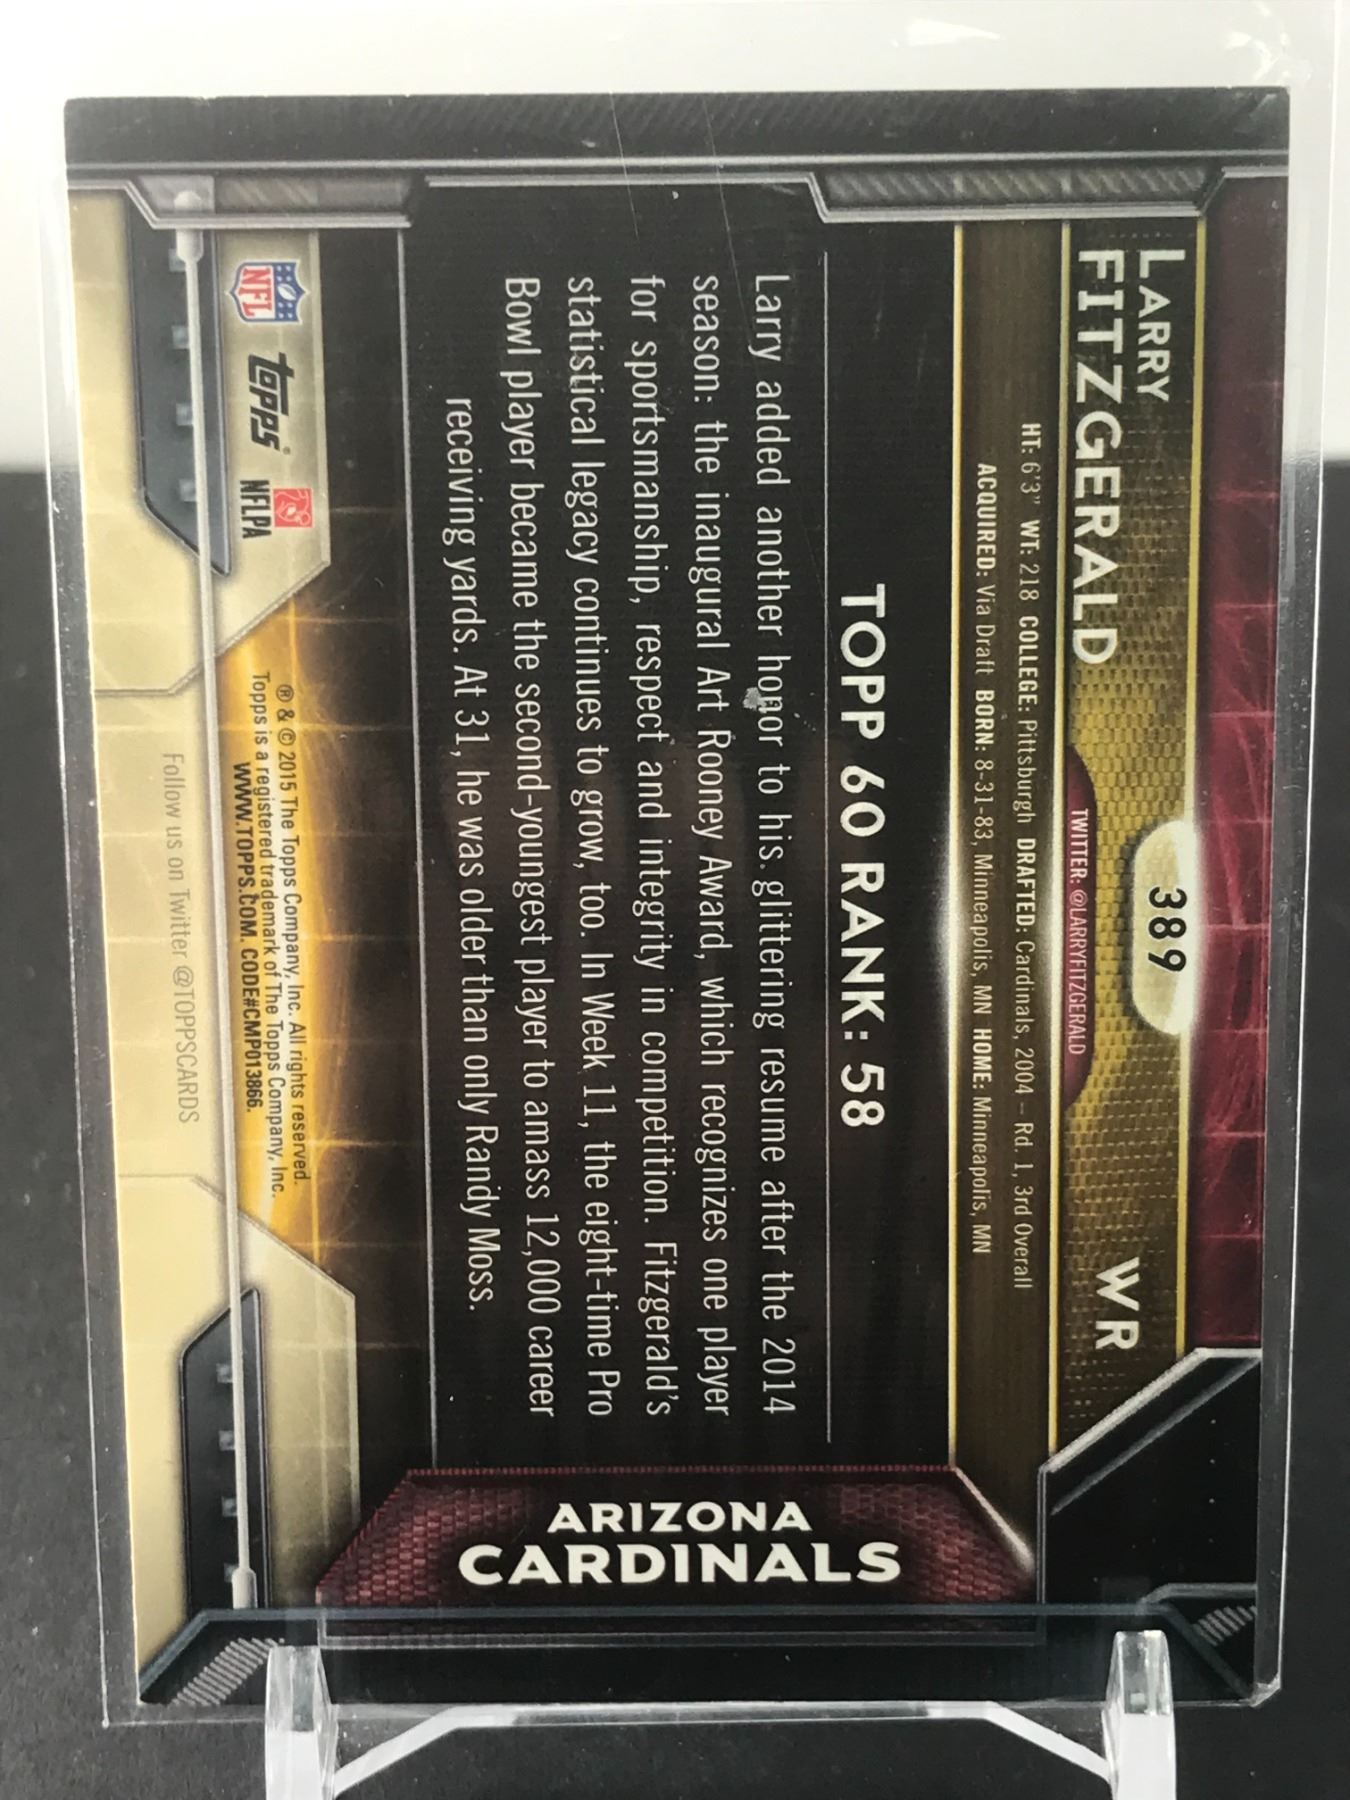 LARRY
FITZGERALD
389
WR
TWITTER: @LARRYFITZGERALD
HT: 6'3" WT: 218 COLLEGE: Pittsburgh DRAFTED: Cardinals, 2004 – Rd. 1, 3rd Overall
ACQUIRED: Via Draft BORN: 8-31-83, Minneapolis, MN HOME: Minneapolis, MN
TOPP 60 RANK: 58
Larry added another honor to his glittering resume after the 2014
season: the inaugural Art Rooney Award, which recognizes one player
for sportsmanship, respect and integrity in competition. Fitzgerald's
statistical legacy continues to grow, too. In Week 11, the eight-time Pro
Bowl player became the second-youngest player to amass 12,000 career
receiving yards. At 31, he was older than only Randy Moss.
ARIZONA
CARDINALS
NFL
Topps®
NFLPA
® & © 2015 The Topps Company, Inc. All rights reserved.
Topps is a registered trademark of The Topps Company, Inc.
WWW.TOPPS.COM. CODE#CMP013866.
Follow us on Twitter @TOPPSCARDS